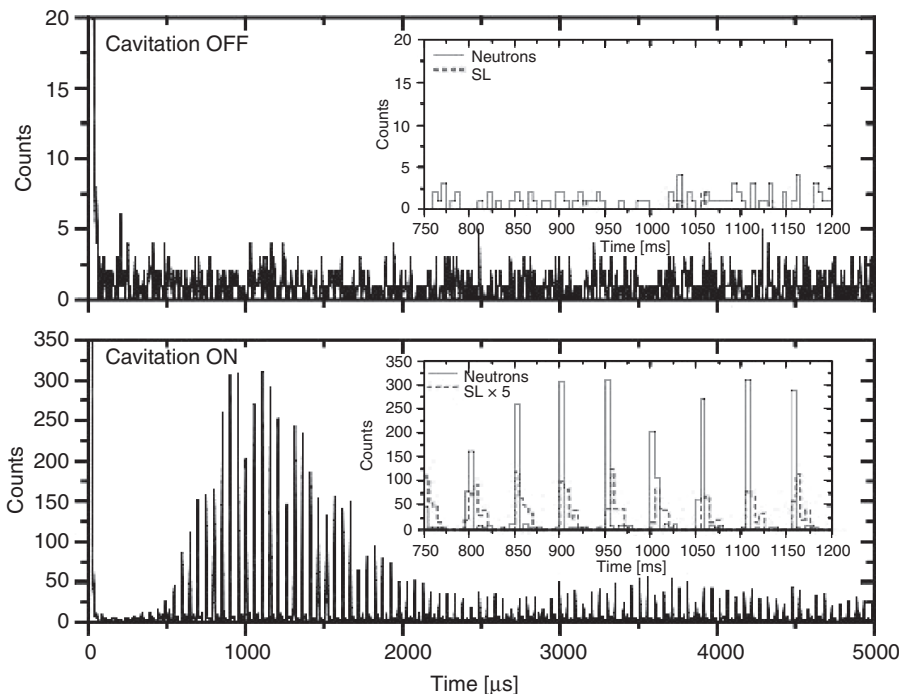 Cavitation OFF
Counts
20
15
10
5
0
Neutrons
SL
Counts
20
15
10
5
0
750 800 850 900 950 1000 1050 1100 1150 1200
Time [ms]
Cavitation ON
Counts
350
300
250
200
150
100
50
0
Neutrons
SL × 5
Counts
350
300
250
200
150
100
50
0
750 800 850 900 950 1000 1050 1100 1150 1200
Time [ms]
0 1000 2000 3000 4000 5000
Time [μs]